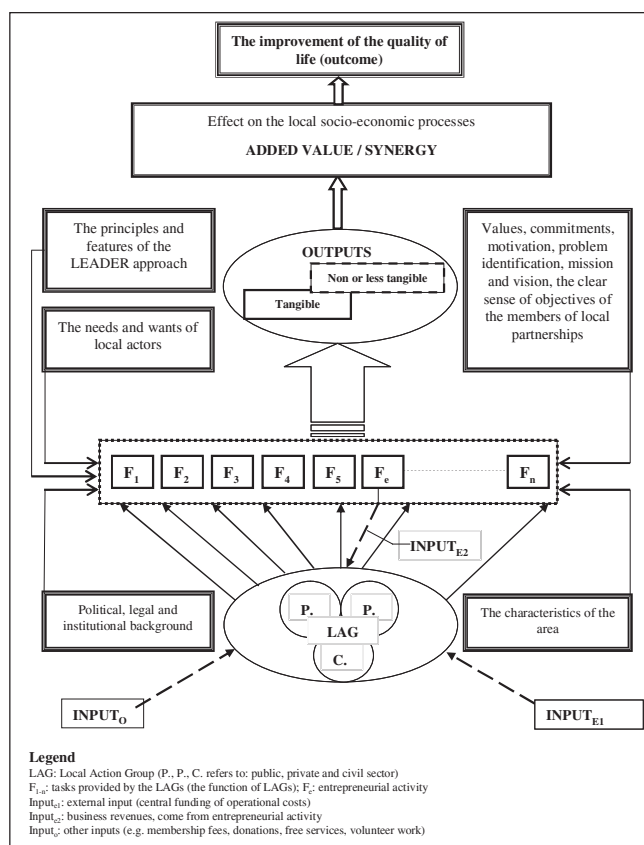 The improvement of the quality of
life (outcome)
Effect on the local socio-economic processes
ADDED VALUE / SYNERGY
The principles and
features of the
LEADER approach
The needs and wants of
local actors
OUTPUTS
Non or less tangible
Tangible
Values, commitments,
motivation, problem
identification, mission
and vision, the clear
sense of objectives of
the members of local
partnerships
F1 F2 F3 F4 F5 Fe Fn
INPUTE2
Political, legal and
institutional background
P. P.
LAG
C.
The characteristics of the
area
INPUTO
INPUTE1
Legend
LAG: Local Action Group (P., P., C. refers to: public, private and civil sector)
F1-n: tasks provided by the LAGs (the function of LAGs); Fe: entrepreneurial activity
Inpute1: external input (central funding of operational costs)
Inpute2: business revenues, come from entrepreneurial activity
Inputo: other inputs (e.g. membership fees, donations, free services, volunteer work)